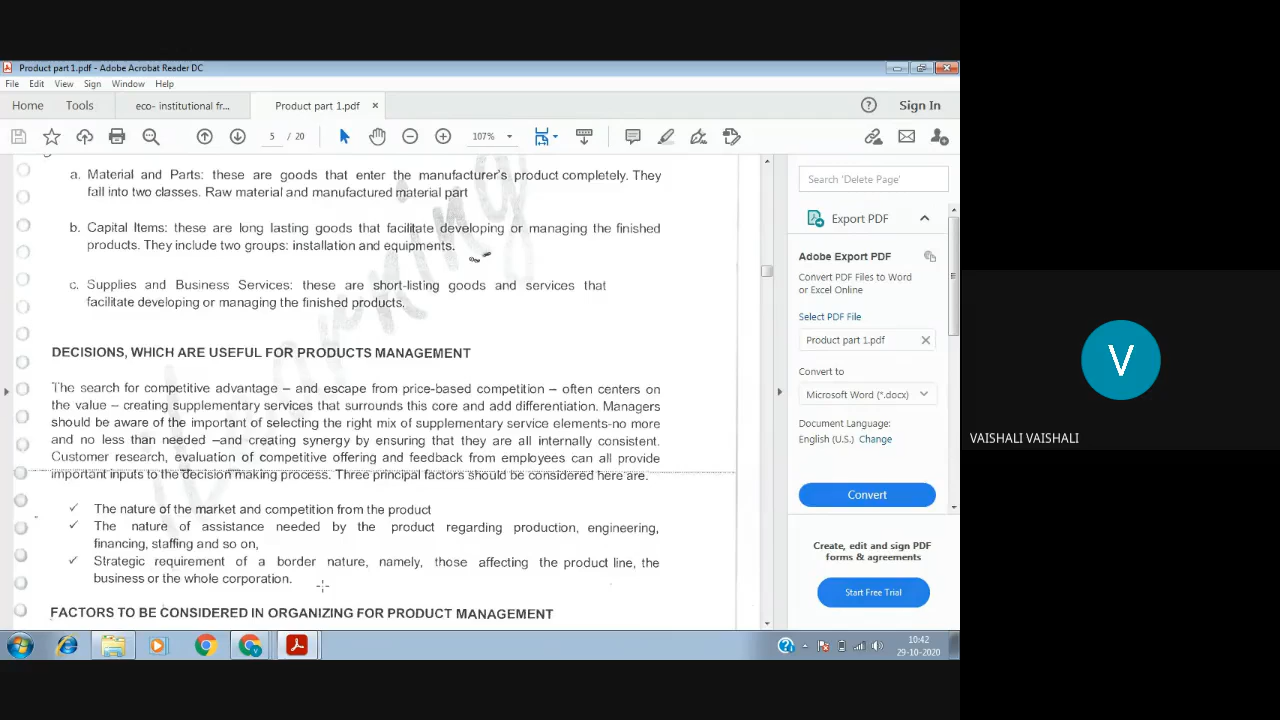 Product part 1.pdf - Adobe Acrobat Reader DC
File Edit View Sign Window Help
Home Tools eco- institutional fr... Product part 1.pdf × ? Sign In
5 / 20 107%
a. Material and Parts: these are goods that enter the manufacturer's product completely. They
fall into two classes. Raw material and manufactured material part
b. Capital Items: these are long lasting goods that facilitate developing or managing the finished
products. They include two groups: installation and equipments.
c. Supplies and Business Services: these are short-listing goods and services that
facilitate developing or managing the finished products.
DECISIONS, WHICH ARE USEFUL FOR PRODUCTS MANAGEMENT
The search for competitive advantage – and escape from price-based competition – often centers on
the value – creating supplementary services that surrounds this core and add differentiation. Managers
should be aware of the important of selecting the right mix of supplementary service elements-no more
and no less than needed –and creating synergy by ensuring that they are all internally consistent.
Customer research, evaluation of competitive offering and feedback from employees can all provide
important inputs to the decision making process. Three principal factors should be considered here are.
✓ The nature of the market and competition from the product
✓ The nature of assistance needed by the product regarding production, engineering,
financing, staffing and so on,
✓ Strategic requirement of a border nature, namely, those affecting the product line, the
business or the whole corporation.
FACTORS TO BE CONSIDERED IN ORGANIZING FOR PRODUCT MANAGEMENT
Search 'Delete Page'
Export PDF
Adobe Export PDF
Convert PDF Files to Word
or Excel Online
Select PDF File
Product part 1.pdf ×
Convert to
Microsoft Word (*.docx)
Document Language:
English (U.S.) Change
Convert
Create, edit and sign PDF
forms & agreements
Start Free Trial
10:42
29-10-2020
V
VAISHALI VAISHALI